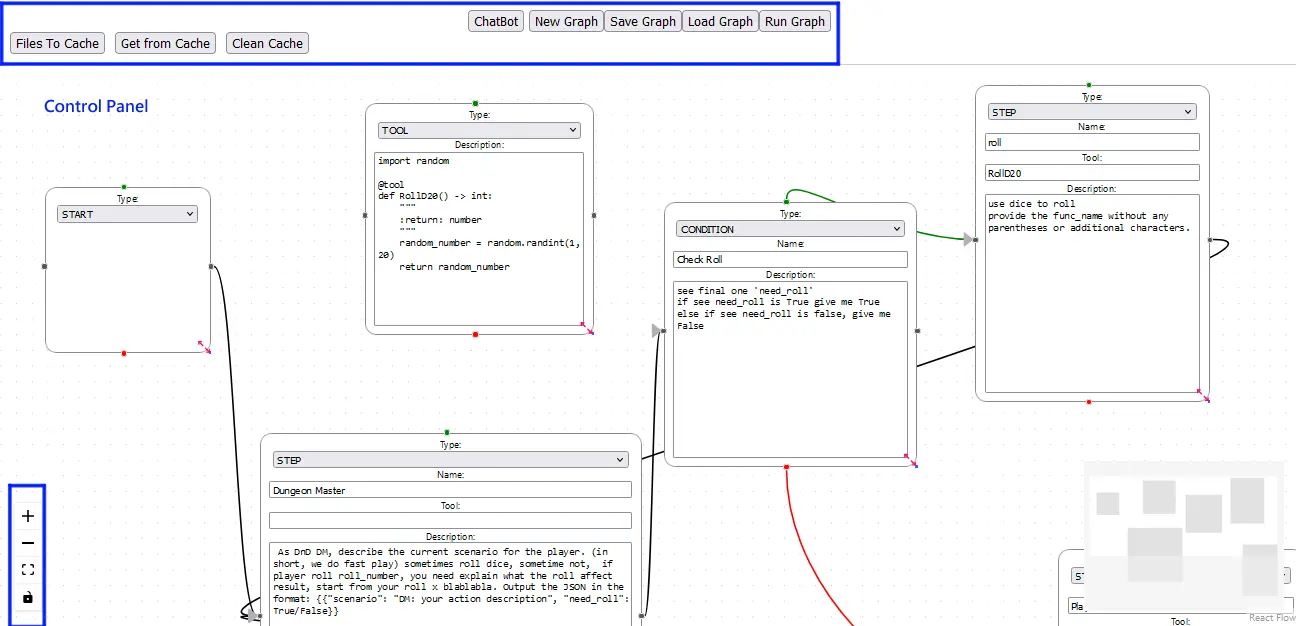 ChatBot
New Graph
Save Graph
Load Graph
Run Graph
Files To Cache
Get from Cache
Clean Cache
Control Panel
Type:
START
Type:
TOOL
Description:
import random
@tool
def RollD20() -> int:
"""
:return: number
"""
random_number = random.randint(1,
20)
return random_number
Type:
CONDITION
Name:
Check Roll
Description:
see final one 'need_roll'
if see need_roll is True give me True
else if see need_roll is false, give me
False
Type:
STEP
Name:
roll
Tool:
RollD20
Description:
use dice to roll
provide the func_name without any
parentheses or additional characters.
Type:
STEP
Name:
Dungeon Master
Tool:
Description:
As DnD DM, describe the current scenario for the player. (in
short, we do fast play) sometimes roll dice, sometime not,  if
player roll roll_number, you need explain what the roll affect
result, start from your roll x blablabla. Output the JSON in the
format: {{"scenario": "DM: your action description", "need_roll":
True/False}}
Tool:
React Flow